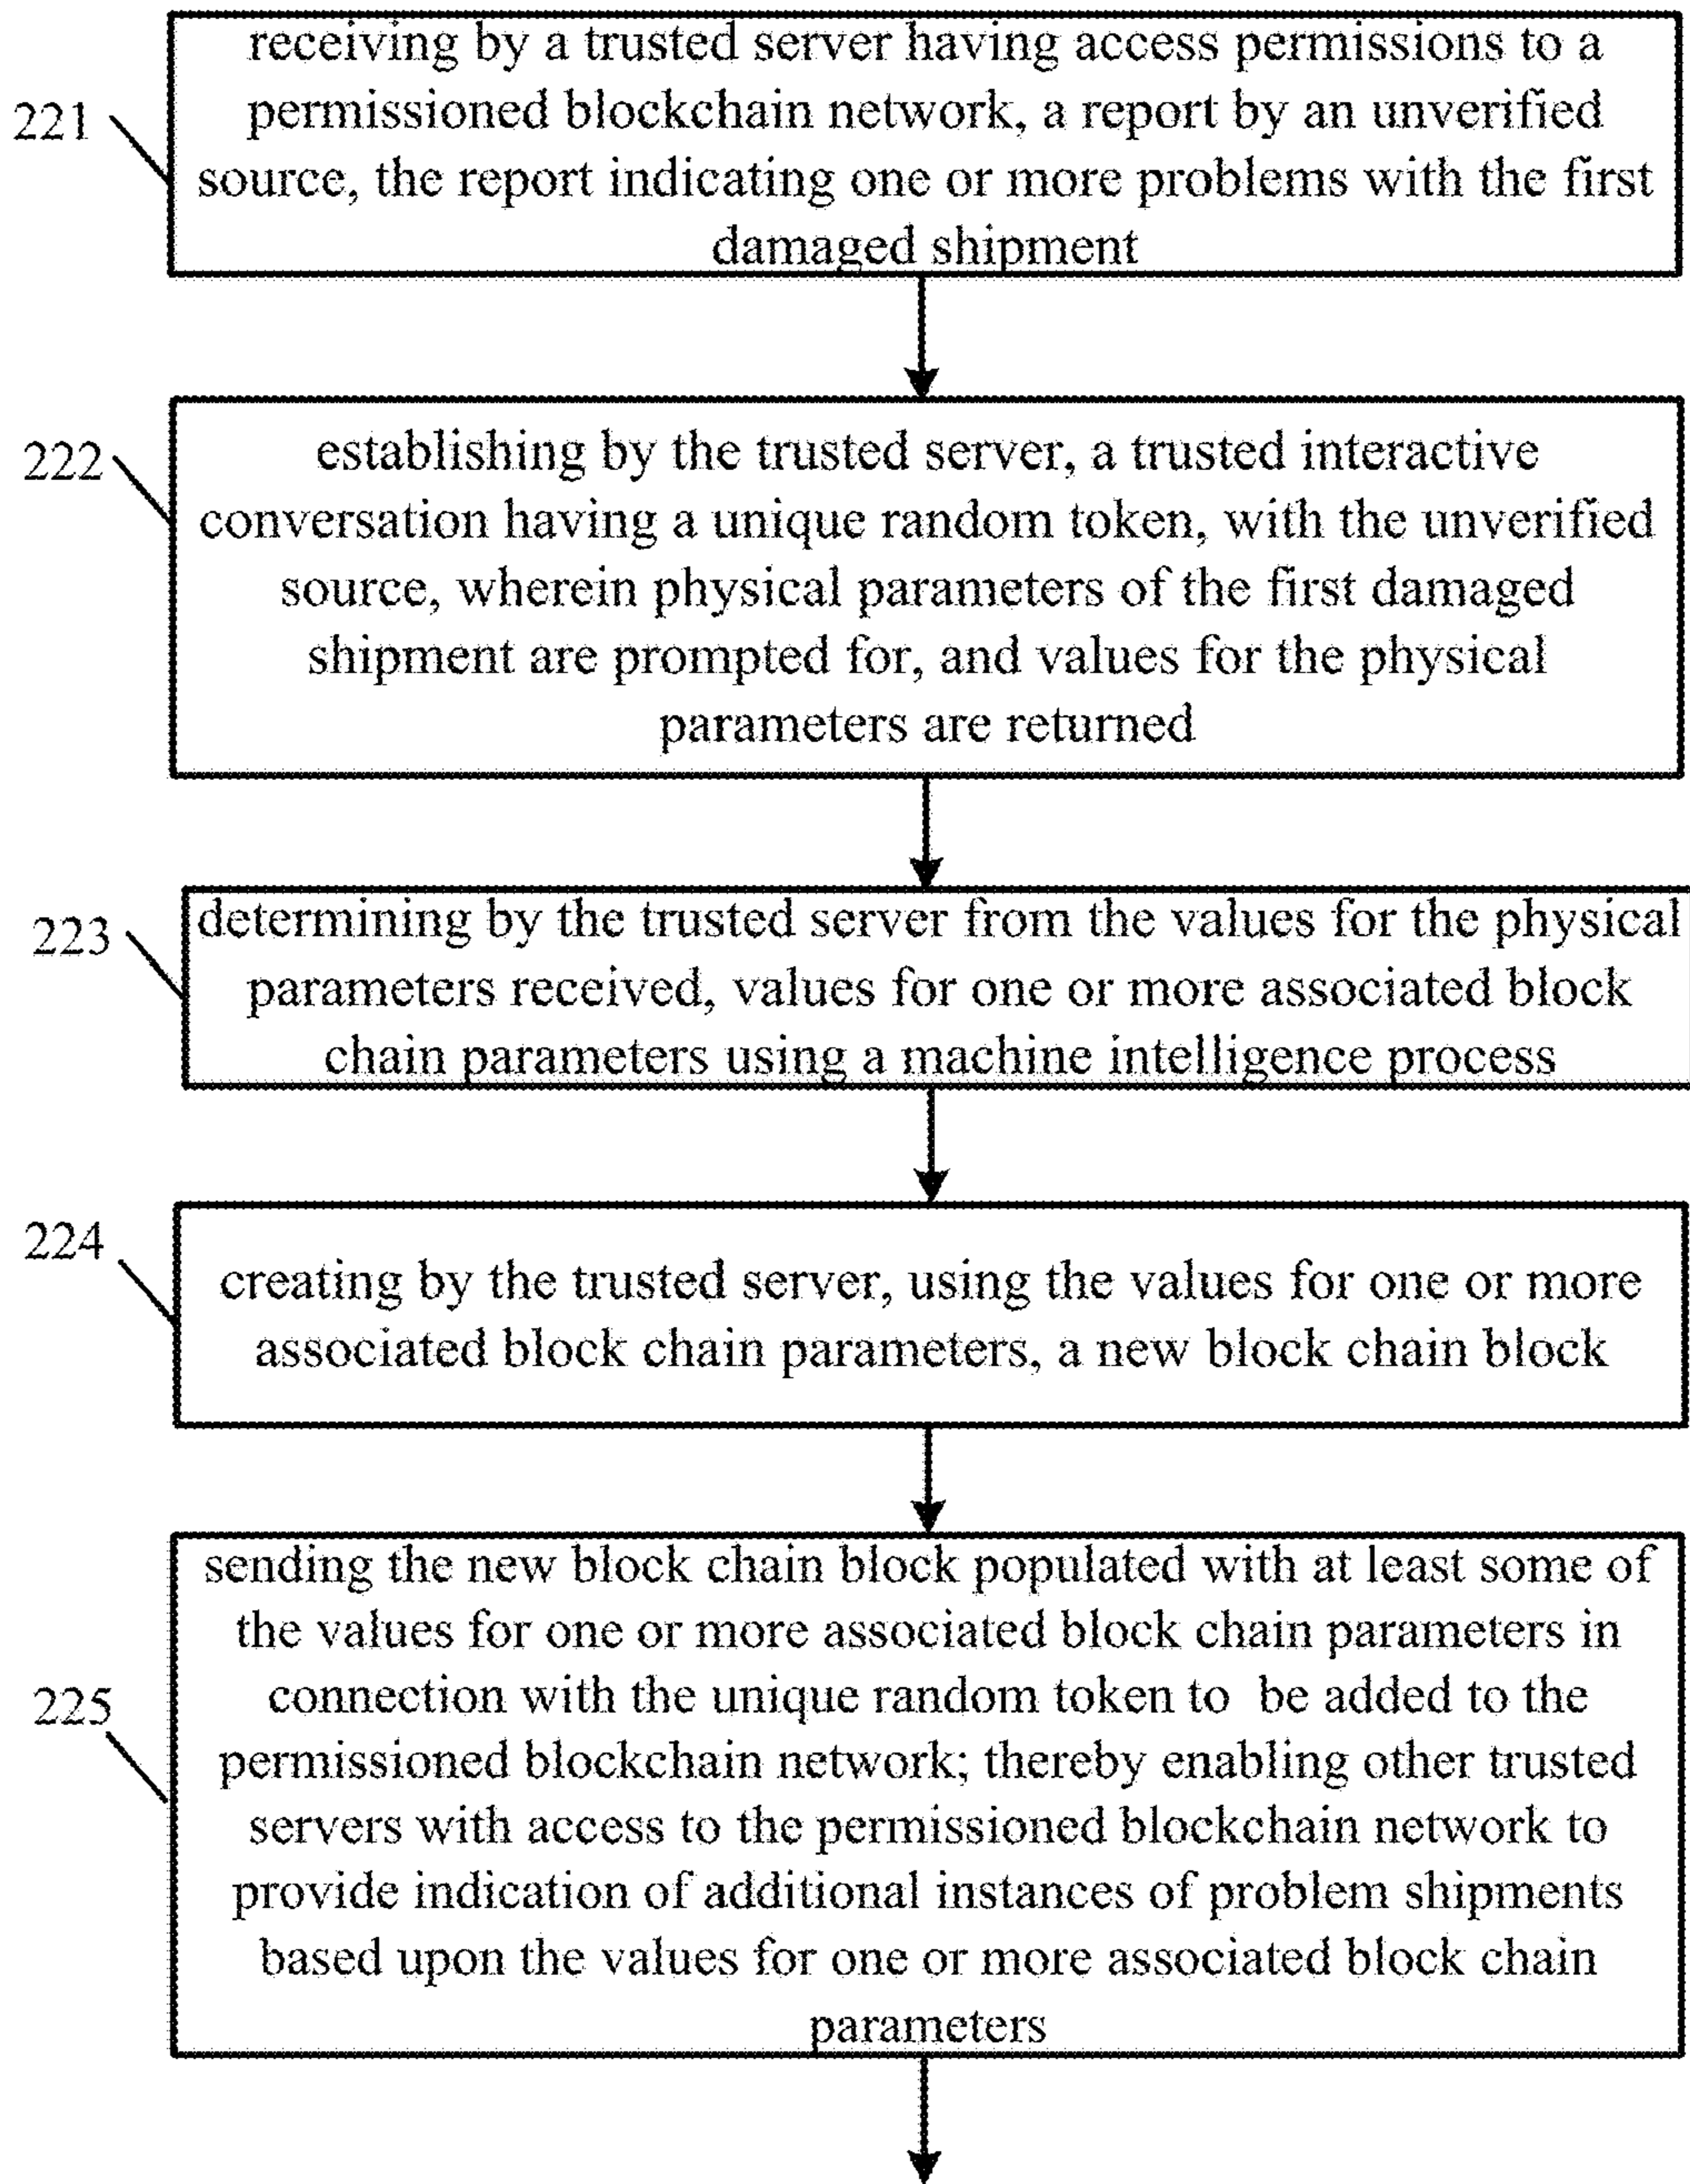 receiving by a trusted server having access permissions to a
221
permissioned blockchain network, a report by an unverified
source, the report indicating one or more problems with the first
damaged shipment
222
establishing by the trusted server, a trusted interactive
conversation having a unique random token, with the unverified
source, wherein physical parameters of the first damaged
shipment are prompted for, and values for the physical
parameters are returned
223
determining by the trusted server from the values for the physical
parameters received, values for one or more associated block
chain parameters using a machine intelligence process
224
creating by the trusted server, using the values for one or more
associated block chain parameters, a new block chain block
225
sending the new block chain block populated with at least some of
the values for one or more associated block chain parameters in
connection with the unique random token to be added to the
permissioned blockchain network; thereby enabling other trusted
servers with access to the permissioned blockchain network to
provide indication of additional instances of problem shipments
based upon the values for one or more associated block chain
parameters